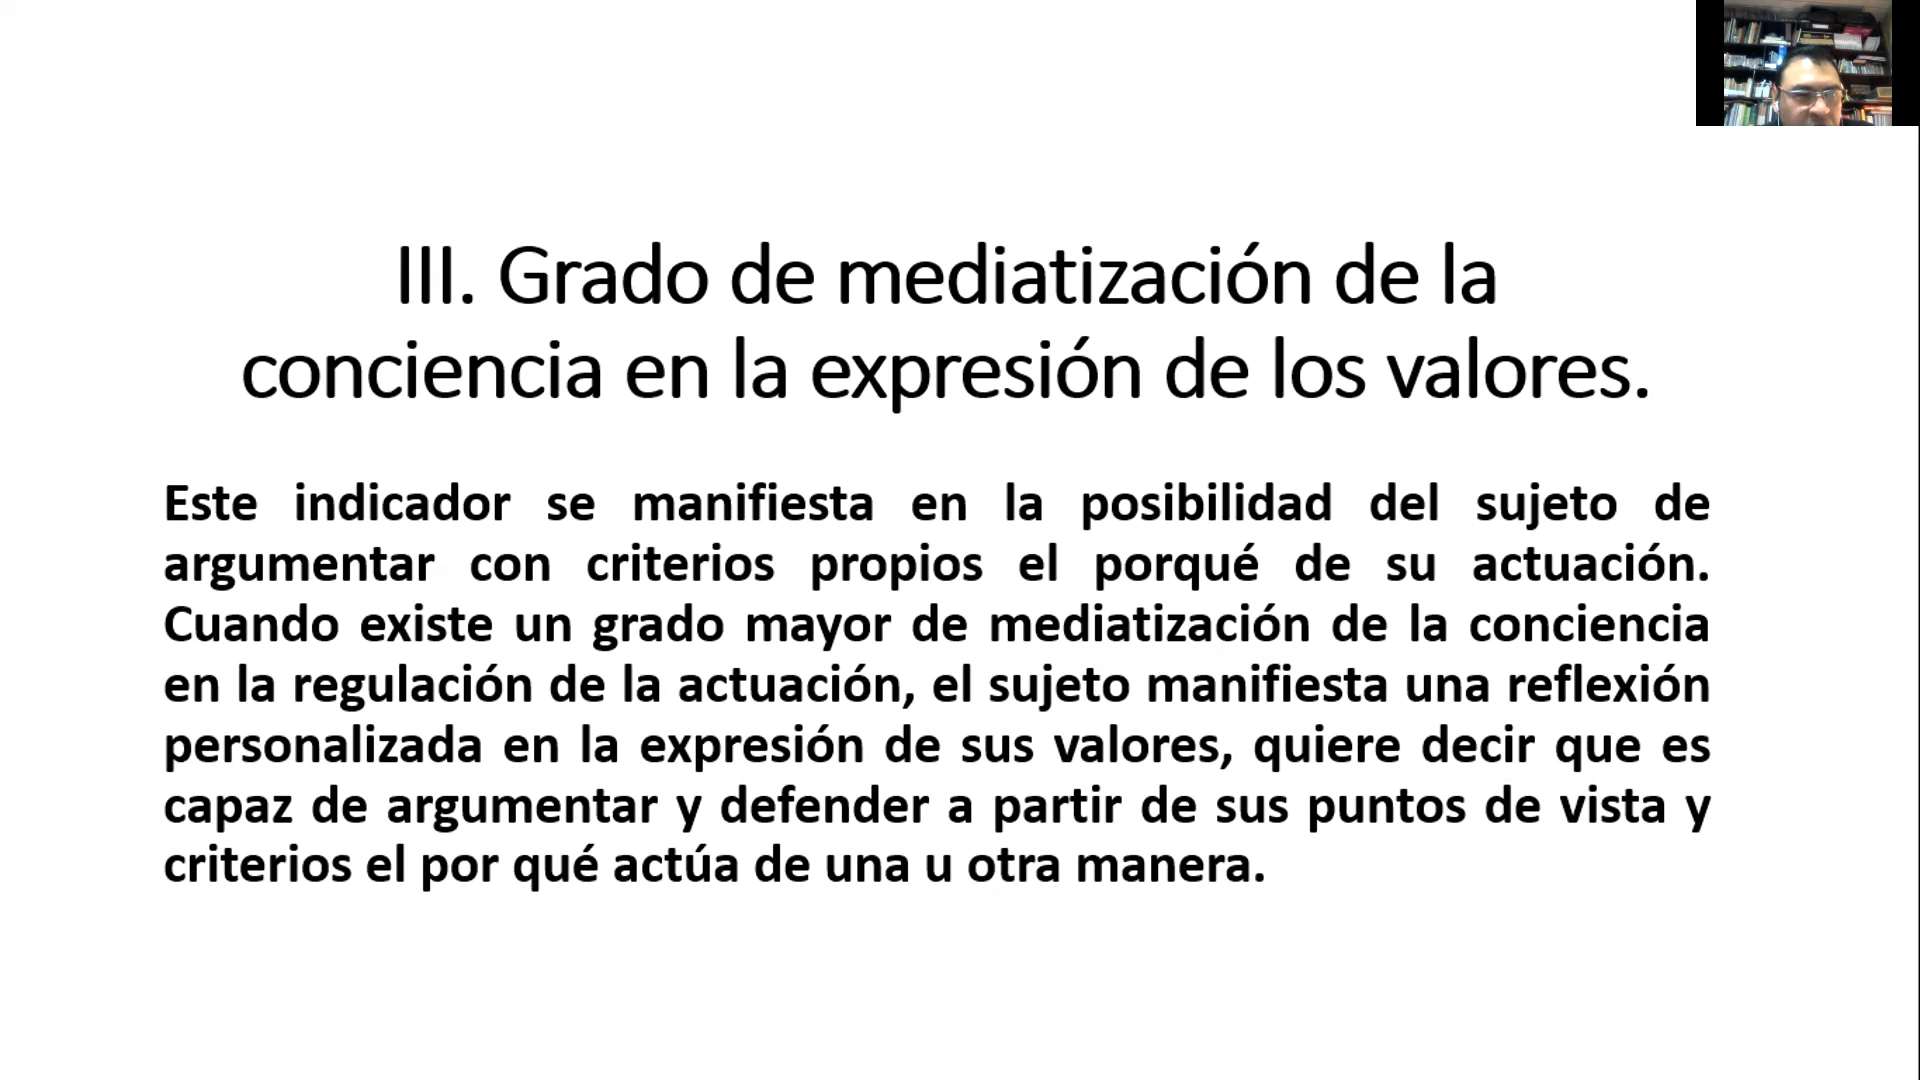 III. Grado de mediatización de la
conciencia en la expresión de los valores.
Este indicador se manifiesta en la posibilidad del sujeto de
argumentar con criterios propios el porqué de su actuación.
Cuando existe un grado mayor de mediatización de la conciencia
en la regulación de la actuación, el sujeto manifiesta una reflexión
personalizada en la expresión de sus valores, quiere decir que es
capaz de argumentar y defender a partir de sus puntos de vista y
criterios el por qué actúa de una u otra manera.